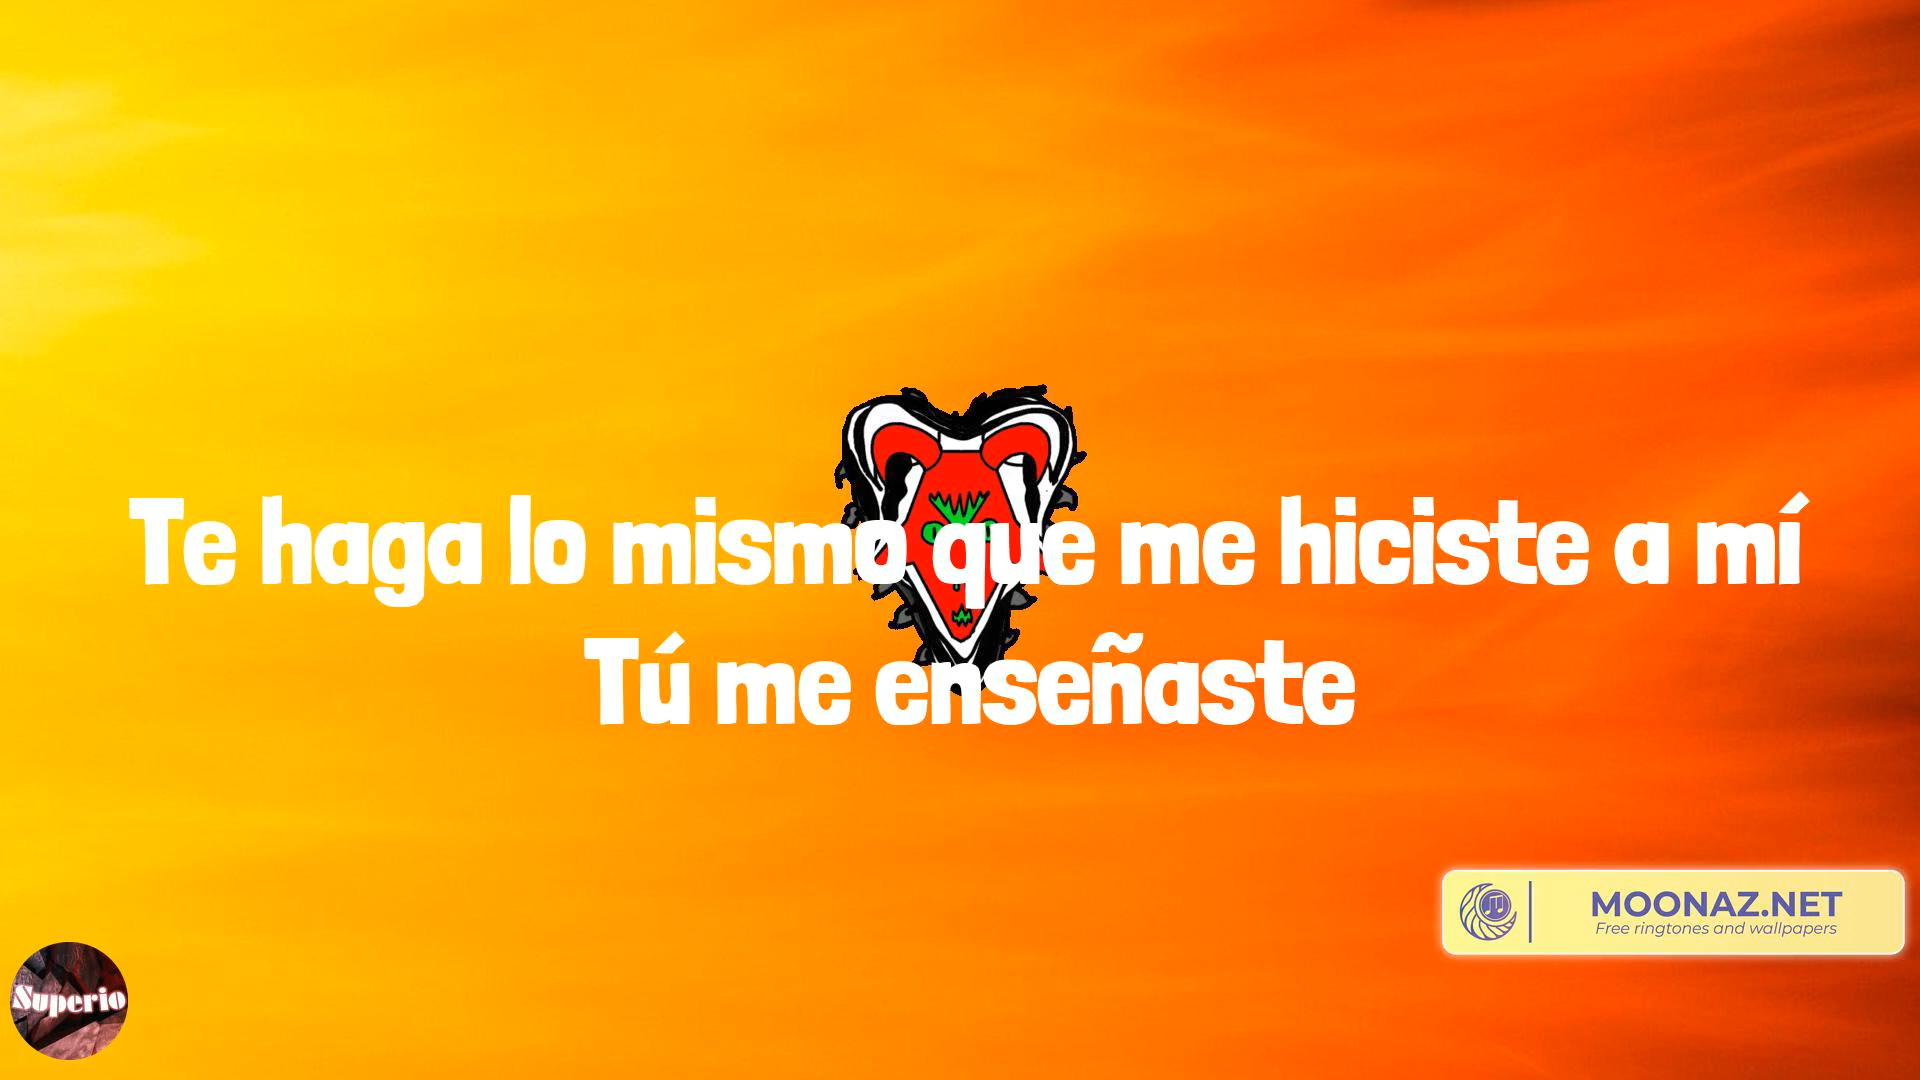 Te haga lo mismo que me hiciste a mí
Tú me enseñaste
MOONAZ.NET
Free ringtones and wallpapers
Superio